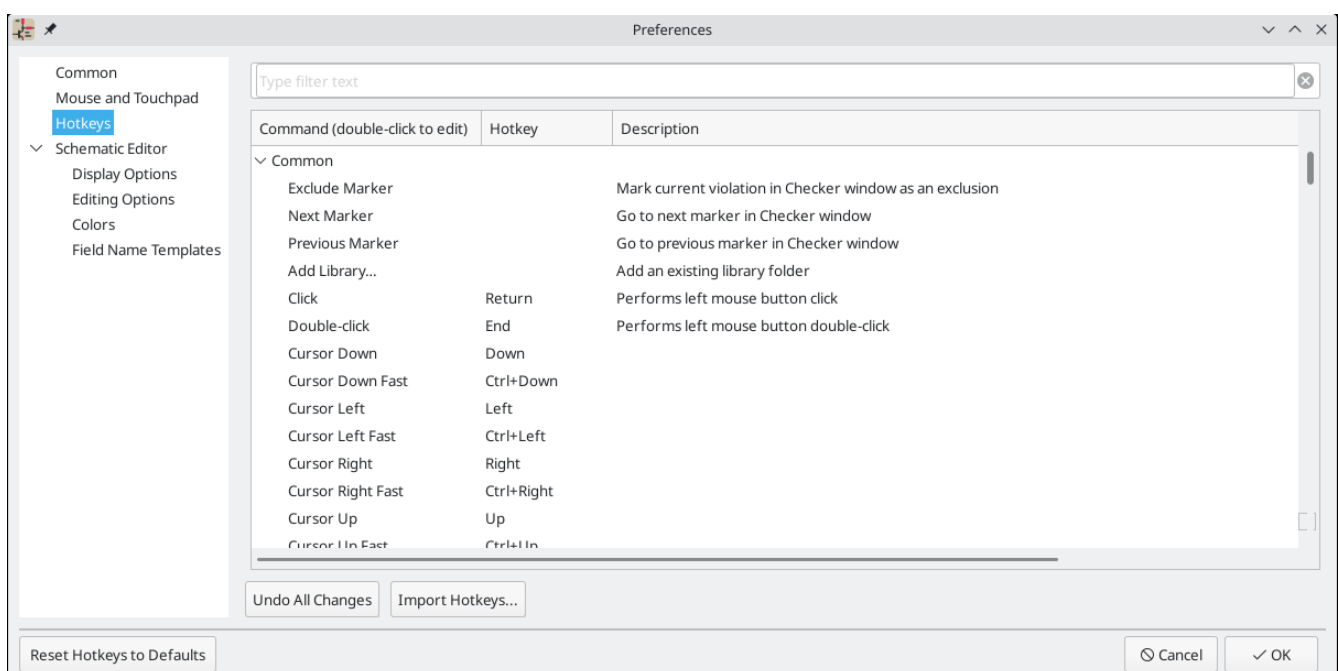 Preferences
Common
Mouse and Touchpad
Hotkeys
Schematic Editor
Display Options
Editing Options
Colors
Field Name Templates
Type filter text
Command (double-click to edit) Hotkey Description
Common
Exclude Marker Mark current violation in Checker window as an exclusion
Next Marker Go to next marker in Checker window
Previous Marker Go to previous marker in Checker window
Add Library... Add an existing library folder
Click Return Performs left mouse button click
Double-click End Performs left mouse button double-click
Cursor Down Down
Cursor Down Fast Ctrl+Down
Cursor Left Left
Cursor Left Fast Ctrl+Left
Cursor Right Right
Cursor Right Fast Ctrl+Right
Cursor Up Up
Cursor Up Fast Ctrl+Up
Undo All Changes Import Hotkeys...
Reset Hotkeys to Defaults Cancel OK